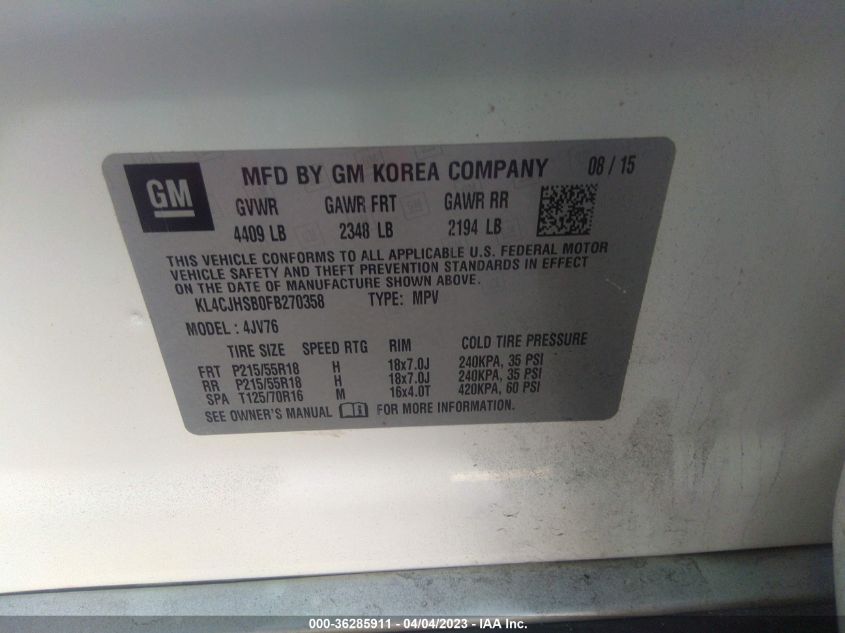 GM
MFD BY GM KOREA COMPANY 08 / 15
GVWR GAWR FRT GAWR RR
4409 LB 2348 LB 2194 LB
THIS VEHICLE CONFORMS TO ALL APPLICABLE U.S. FEDERAL MOTOR
VEHICLE SAFETY AND THEFT PREVENTION STANDARDS IN EFFECT
ON THE DATE OF MANUFACTURE SHOWN ABOVE.
KL4CJHSB0FB270358 TYPE: MPV
MODEL : 4JV76
TIRE SIZE SPEED RTG RIM COLD TIRE PRESSURE
FRT P215/55R18 H 18x7.0J 240KPA, 35 PSI
RR P215/55R18 H 18x7.0J 240KPA, 35 PSI
SPA T125/70R16 M 16x4.0T 420KPA, 60 PSI
SEE OWNER'S MANUAL FOR MORE INFORMATION.
000-36285911 - 04/04/2023 - IAA Inc.